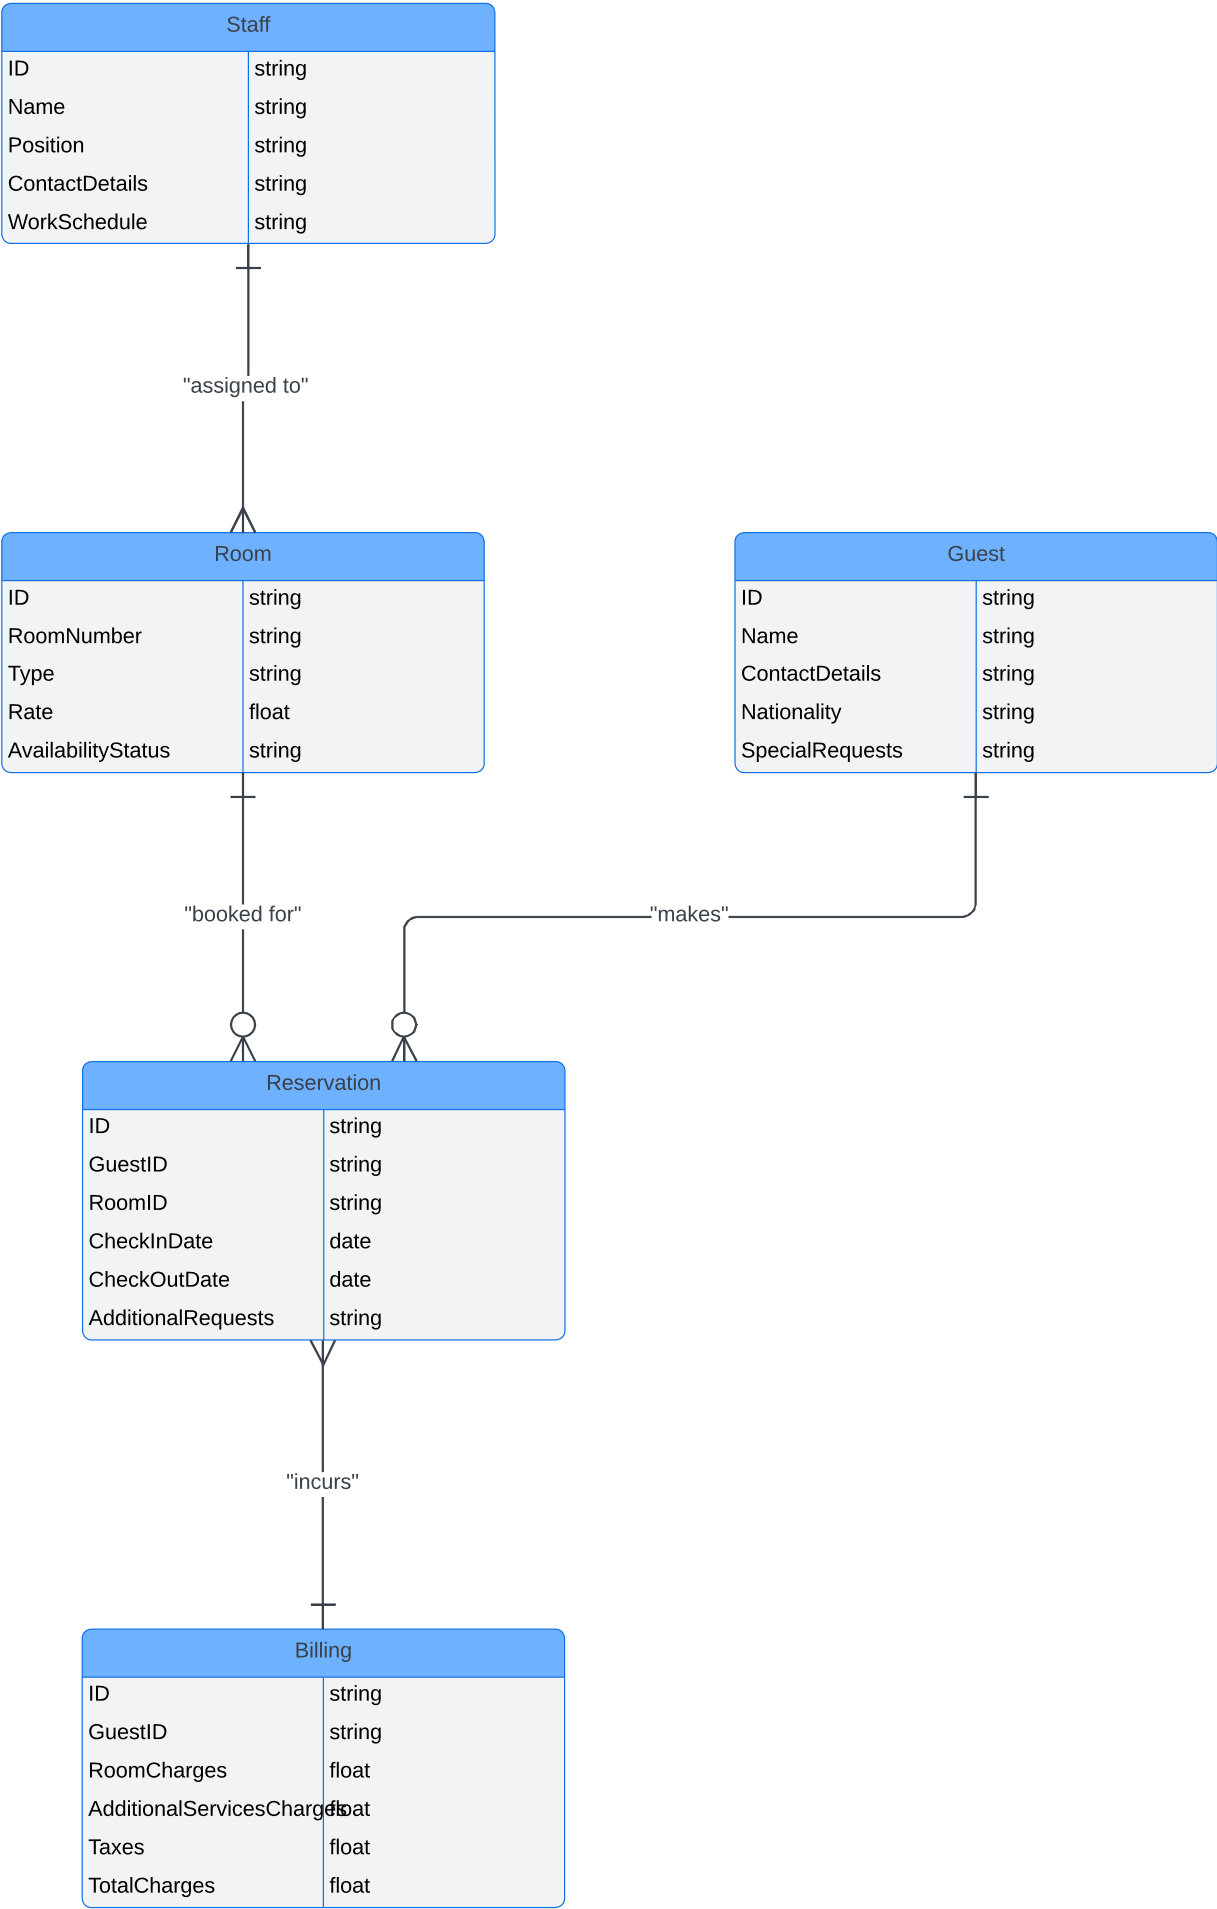 Staff
ID string
Name string
Position string
ContactDetails string
WorkSchedule string
"assigned to"
Room
ID string
RoomNumber string
Type string
Rate float
AvailabilityStatus string
Guest
ID string
Name string
ContactDetails string
Nationality string
SpecialRequests string
"booked for"
"makes"
Reservation
ID string
GuestID string
RoomID string
CheckInDate date
CheckOutDate date
AdditionalRequests string
"incurs"
Billing
ID string
GuestID string
RoomCharges float
AdditionalServicesCharges float
Taxes float
TotalCharges float